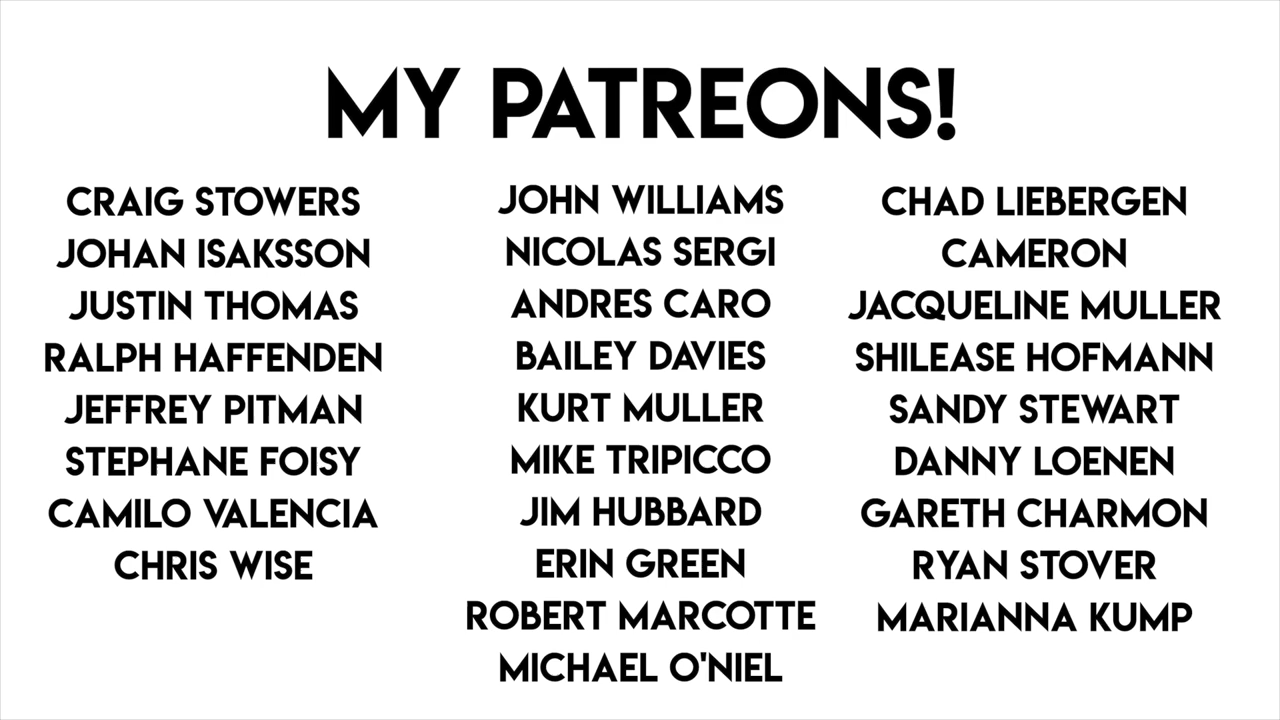 MY PATREONS!
CRAIG STOWERS
JOHAN ISAKSSON
JUSTIN THOMAS
RALPH HAFFENDEN
JEFFREY PITMAN
STEPHANE FOISY
CAMILO VALENCIA
CHRIS WISE
JOHN WILLIAMS
NICOLAS SERGI
ANDRES CARO
BAILEY DAVIES
KURT MULLER
MIKE TRIPICCO
JIM HUBBARD
ERIN GREEN
ROBERT MARCOTTE
MICHAEL O'NIEL
CHAD LIEBERGEN
CAMERON
JACQUELINE MULLER
SHILEASE HOFMANN
SANDY STEWART
DANNY LOENEN
GARETH CHARMON
RYAN STOVER
MARIANNA KUMP